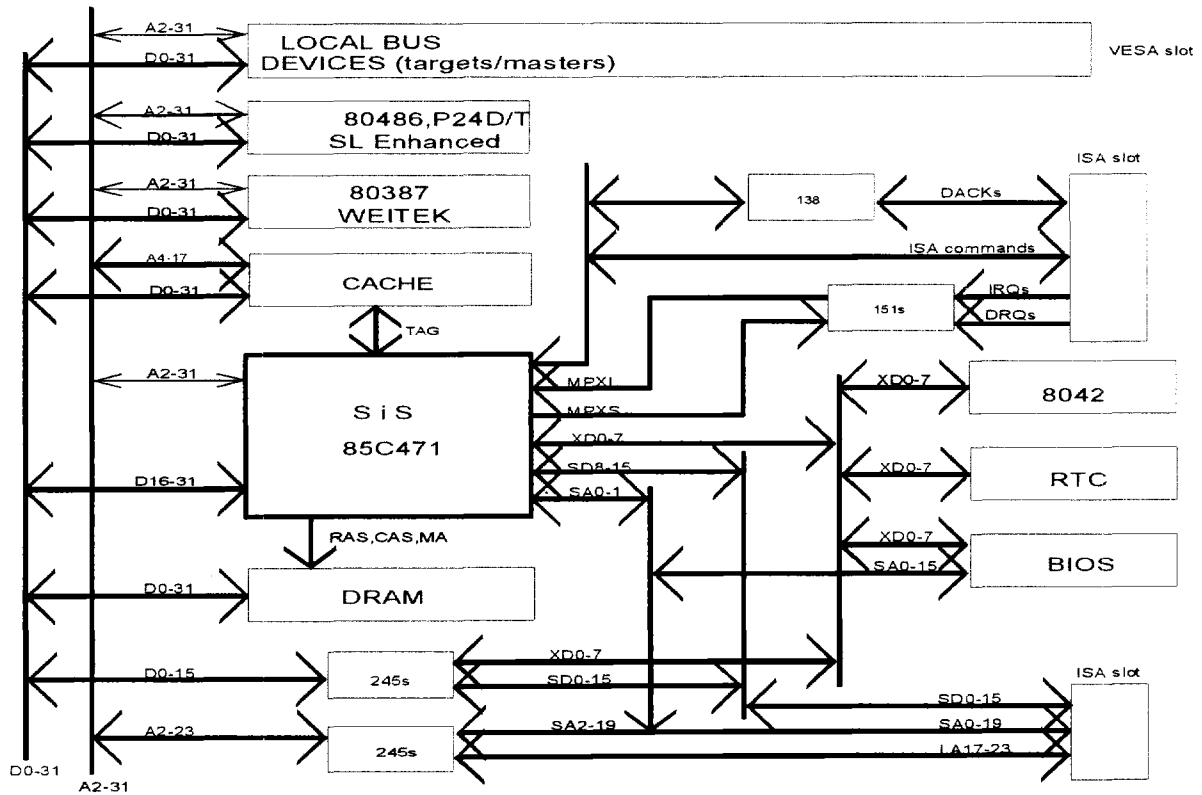 A2-31
LOCAL BUS
VESA slot
D0-31
DEVICES (targets/masters)
A2-31
80486,P24D/T
D0-31
SL Enhanced
ISA slot
A2-31
80387
138
DACKs
D0-31
WEITEK
ISA commands
A4-17
CACHE
D0-31
IRQs
151s
DRQs
TAG
A2-31
MPXI
XD0-7
8042
SiS
MPXS
85C471
XD0-7
SD8-15
XD0-7
RTC
D16-31
SA0-1
RAS,CAS,MA
XD0-7
BIOS
SA0-15
D0-31
DRAM
XD0-7
D0-15
245s
SD0-15
ISA slot
SD0-15
A2-23
SA2-19
SA0-19
245s
LA17-23
D0-31
A2-31